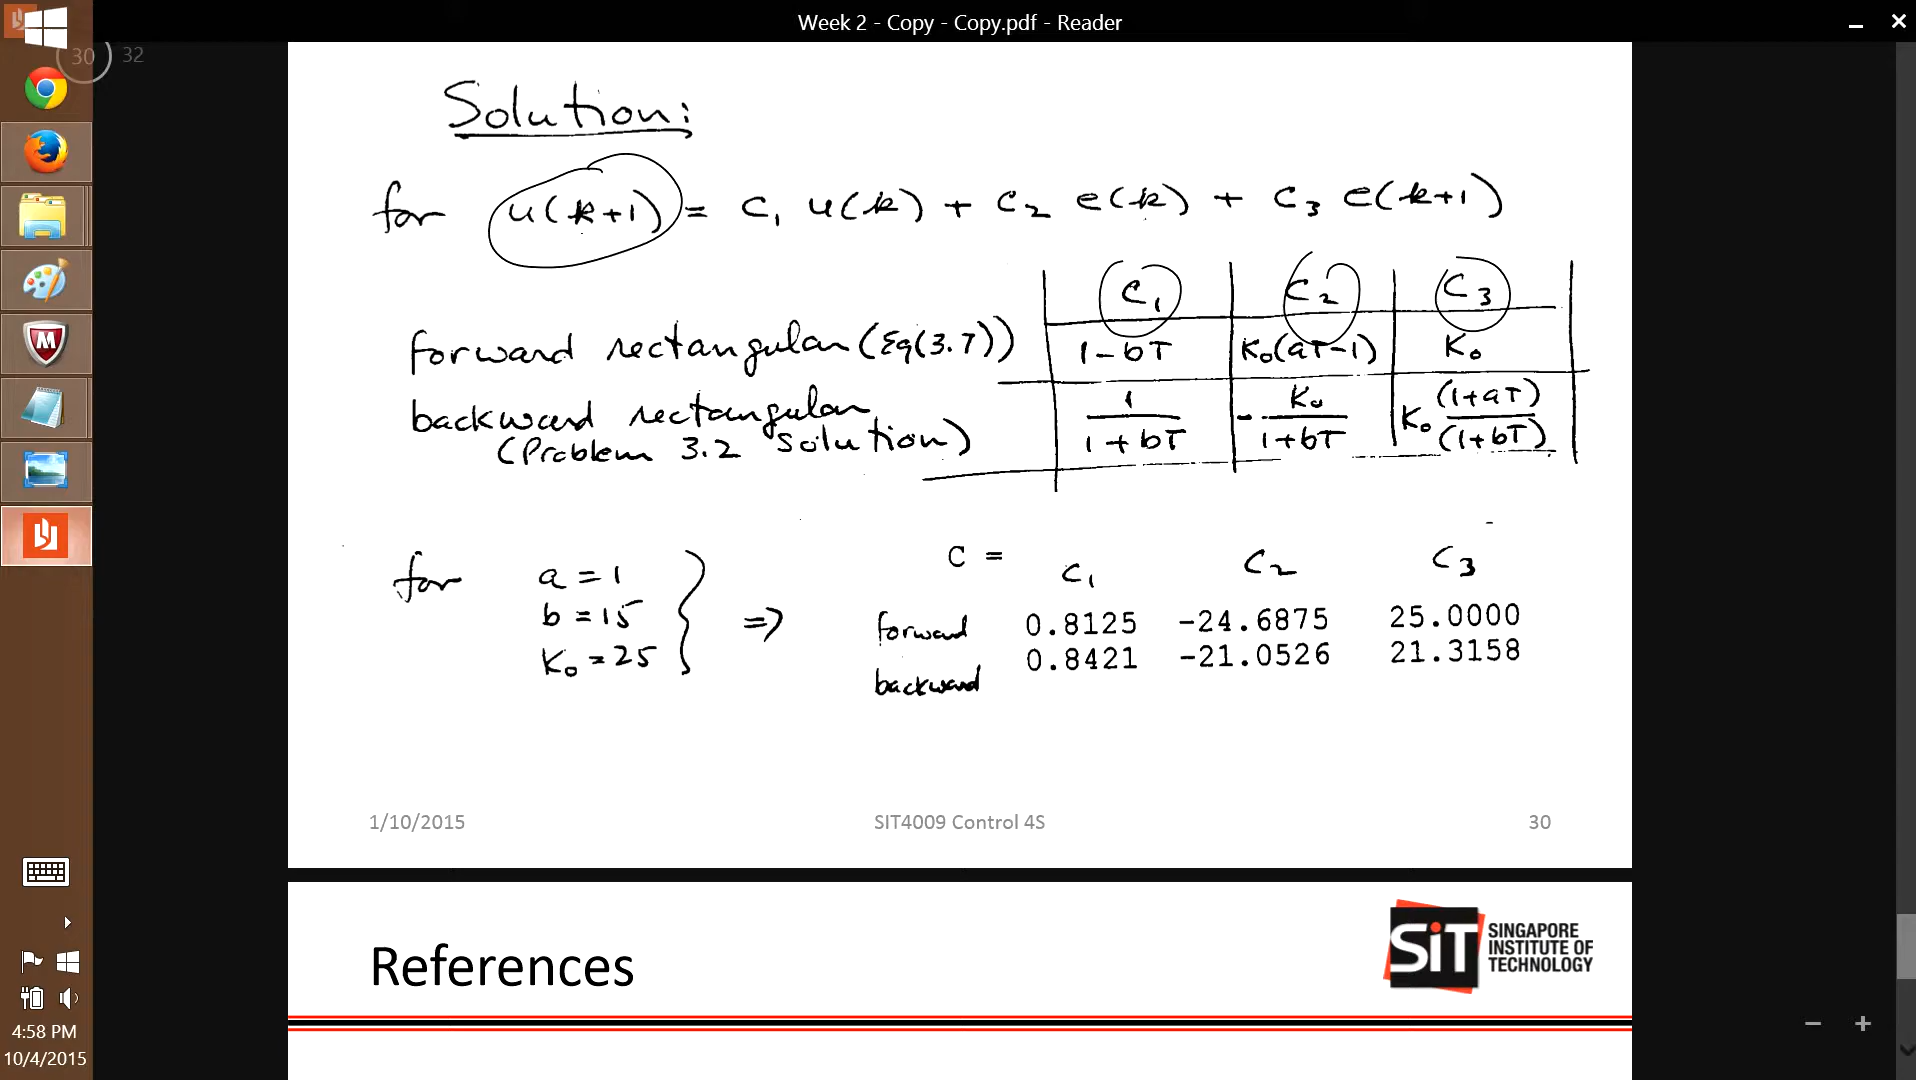 Week 2 - Copy - Copy.pdf - Reader
30 32
Solution:
for u(k+1) = C1 u(k) + C2 e(k) + C3 e(k+1)
C1 C2 C3
forward rectangular (Eq(3.7)) 1-bT K0(aT-1) K0
backward rectangular 1/(1+bT) -K0/(1+bT) K0 (1+aT)/(1+bT)
(Problem 3.2 solution)
for a = 1
b = 15
K0 = 25
} =>
C = C1 C2 C3
forward 0.8125 -24.6875 25.0000
backward 0.8421 -21.0526 21.3158
1/10/2015 SIT4009 Control 4S 30
References
SiT SINGAPORE
INSTITUTE OF
TECHNOLOGY
4:58 PM
10/4/2015